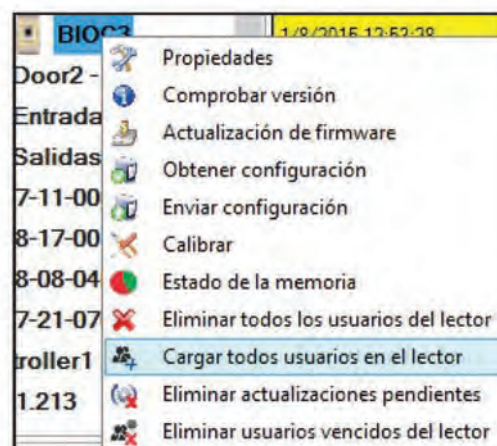 BIOC3
1/8/2015 12:53:28
Door2 -
Entrada
Salidas
7-11-00
8-17-00
8-08-04
7-21-07
troller1
1.213
Propiedades
Comprobar versión
Actualización de firmware
Obtener configuración
Enviar configuración
Calibrar
Estado de la memoria
Eliminar todos los usuarios del lector
Cargar todos usuarios en el lector
Eliminar actualizaciones pendientes
Eliminar usuarios vencidos del lector